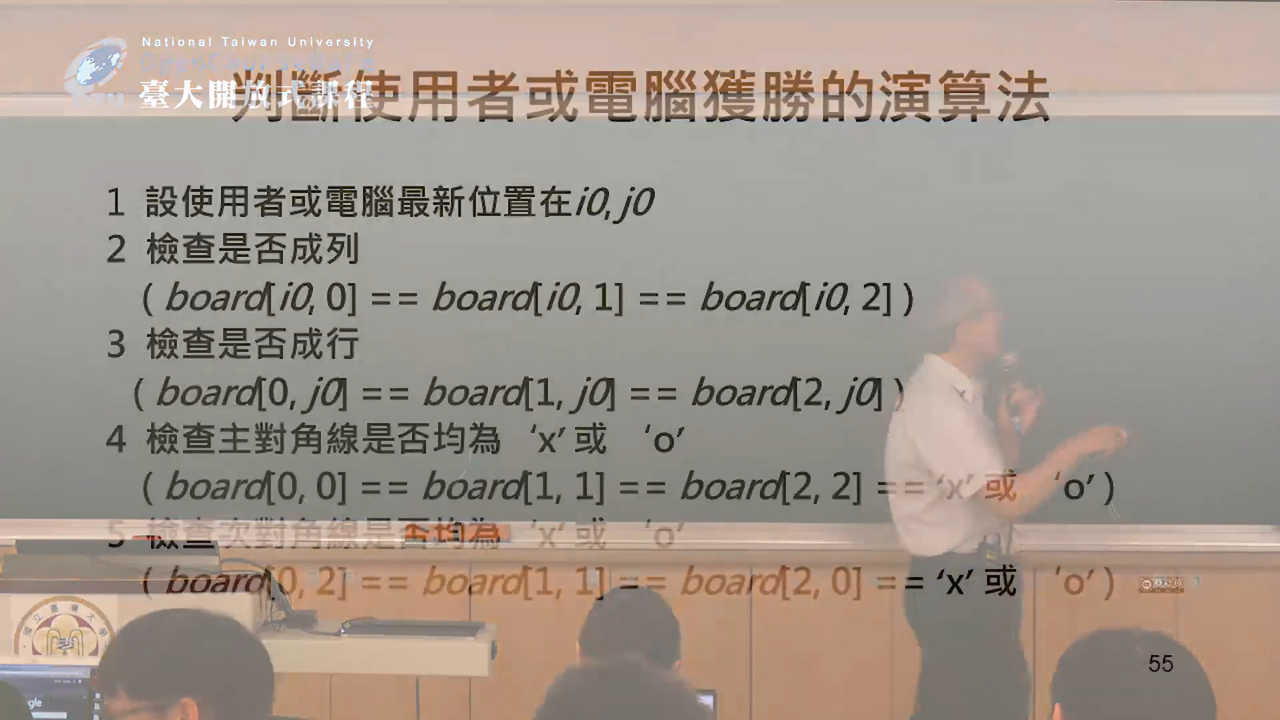 National Taiwan University
OpenCourseWare
臺大開放式課程
判斷使用者或電腦獲勝的演算法
1 設使用者或電腦最新位置在i0, j0
2 檢查是否成列
( board[i0, 0] == board[i0, 1] == board[i0, 2] )
3 檢查是否成行
( board[0, j0] == board[1, j0] == board[2, j0] )
4 檢查主對角線是否均為 ‘x’ 或 ‘o’
( board[0, 0] == board[1, 1] == board[2, 2] == ‘x’ 或 ‘o’ )
5 檢查次對角線是否均為 ‘x’ 或 ‘o’
( board[0, 2] == board[1, 1] == board[2, 0] == ‘x’ 或 ‘o’ )
55